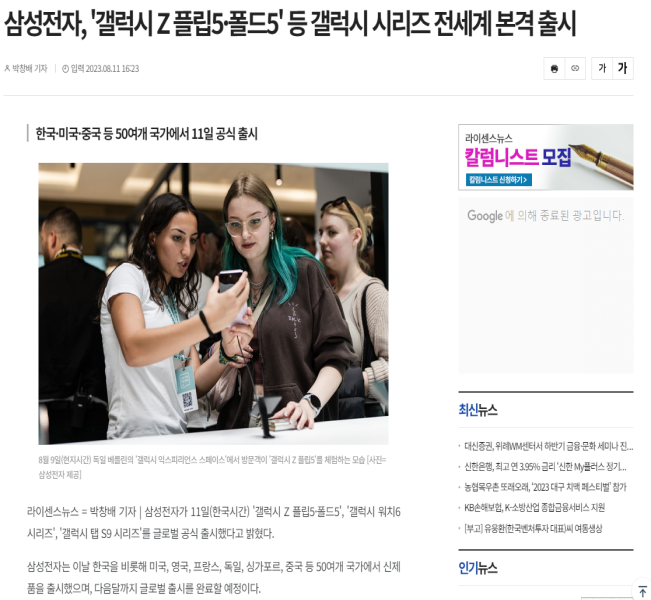 삼성전자, '갤럭시 Z 플립5·폴드5' 등 갤럭시 시리즈 전세계 본격 출시
박창배 기자
입력 2023.08.11 16:23
가 가
한국·미국·중국 등 50여개 국가에서 11일 공식 출시
8월 9일(현지시간) 독일 베를린의 '갤럭시 익스피리언스 스페이스'에서 방문객이 '갤럭시 Z 플립5'를 체험하는 모습 [사진=
삼성전자 제공]
라이센스뉴스 = 박창배 기자 | 삼성전자가 11일(한국시간) '갤럭시 Z 플립5·폴드5', '갤럭시 워치6
시리즈', '갤럭시 탭 S9 시리즈'를 글로벌 공식 출시했다고 밝혔다.
삼성전자는 이날 한국을 비롯해 미국, 영국, 프랑스, 독일, 싱가포르, 중국 등 50여개 국가에서 신제
품을 출시했으며, 다음달까지 글로벌 출시를 완료할 예정이다.
라이센스뉴스
칼럼니스트 모집
칼럼니스트 신청하기>
Google 에 의해 종료된 광고입니다.
최신뉴스
대신증권, 위례WM센터서 하반기 금융·문화 세미나 진...
신한은행, 최고 연 3.95% 금리 '신한 My플러스 정기...
농협목우촌 또래오래, '2023 대구 치맥 페스티벌' 참가
KB손해보험, K-소방산업 종합금융서비스 지원
[부고] 유웅환(한국벤처투자 대표)씨 여동생상
인기뉴스